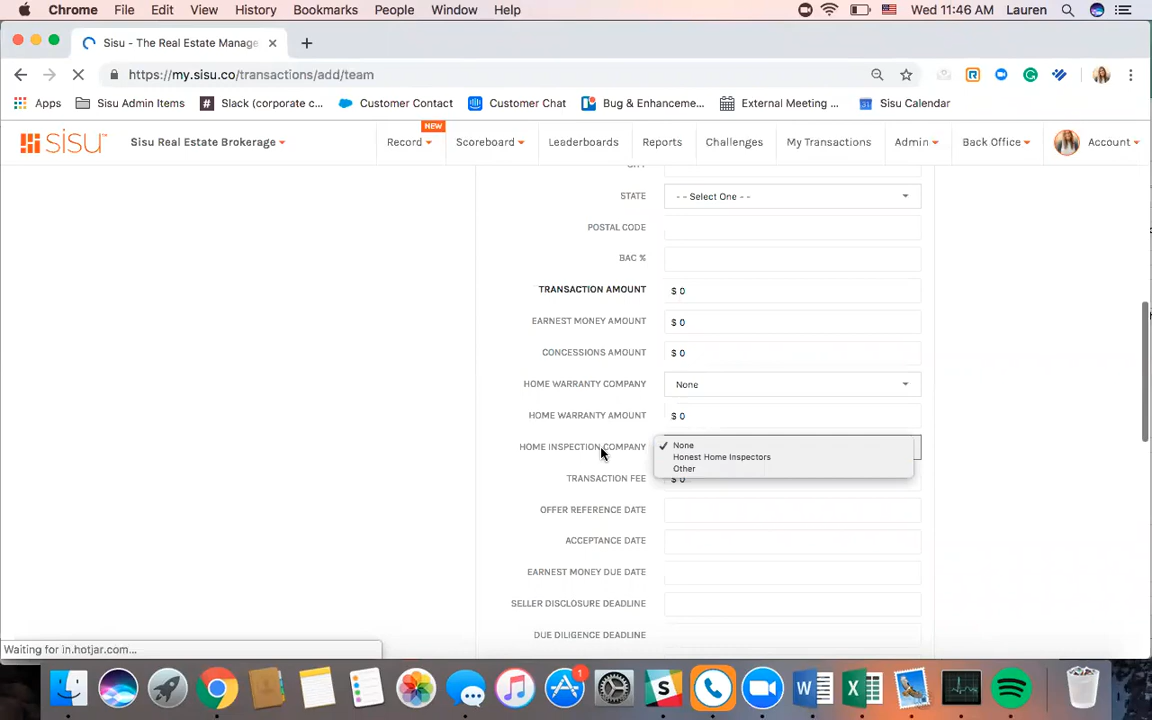 Chrome File Edit View History Bookmarks People Window Help Wed 11:46 AM Lauren
Sisu - The Real Estate Manage
https://my.sisu.co/transactions/add/team
Apps Sisu Admin Items Slack (corporate c... Customer Contact Customer Chat Bug & Enhanceme... External Meeting ... Sisu Calendar
sisu Sisu Real Estate Brokerage Record NEW Scoreboard Leaderboards Reports Challenges My Transactions Admin Back Office Account
STATE - - Select One - -
POSTAL CODE
BAC %
TRANSACTION AMOUNT $ 0
EARNEST MONEY AMOUNT $ 0
CONCESSIONS AMOUNT $ 0
HOME WARRANTY COMPANY None
HOME WARRANTY AMOUNT $ 0
HOME INSPECTION COMPANY None
Honest Home Inspectors
Other
TRANSACTION FEE $ 0
OFFER REFERENCE DATE
ACCEPTANCE DATE
EARNEST MONEY DUE DATE
SELLER DISCLOSURE DEADLINE
DUE DILIGENCE DEADLINE
Waiting for in.hotjar.com...
1